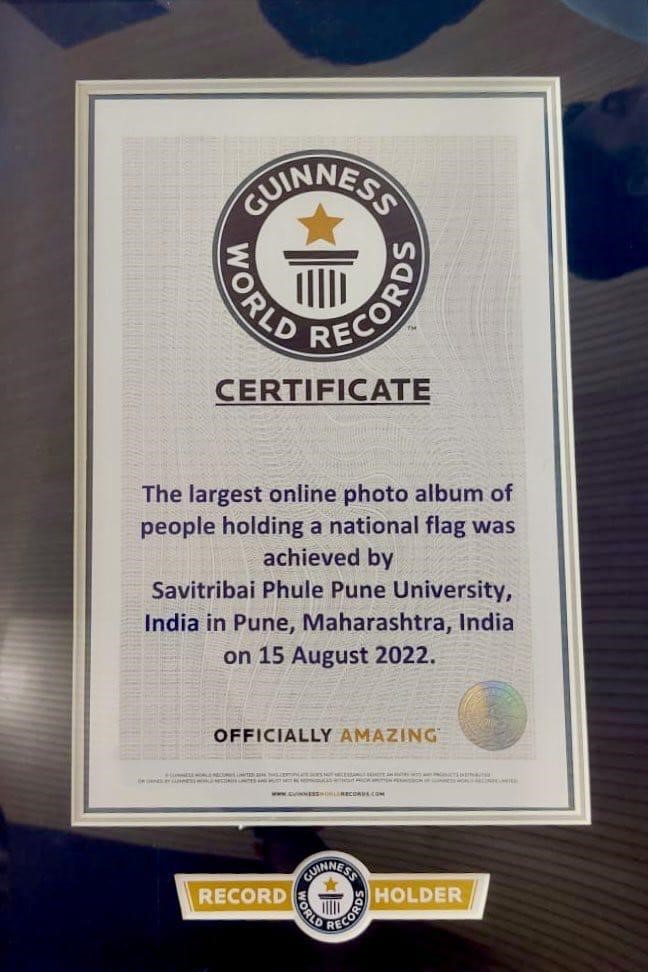 GUINNESS
WORLD RECORDS
™
CERTIFICATE
The largest online photo album of
people holding a national flag was
achieved by
Savitribai Phule Pune University,
India in Pune, Maharashtra, India
on 15 August 2022.
OFFICIALLY AMAZING
WWW.GUINNESSWORLDRECORDS.COM
RECORD
GUINNESS
WORLD RECORDS
HOLDER